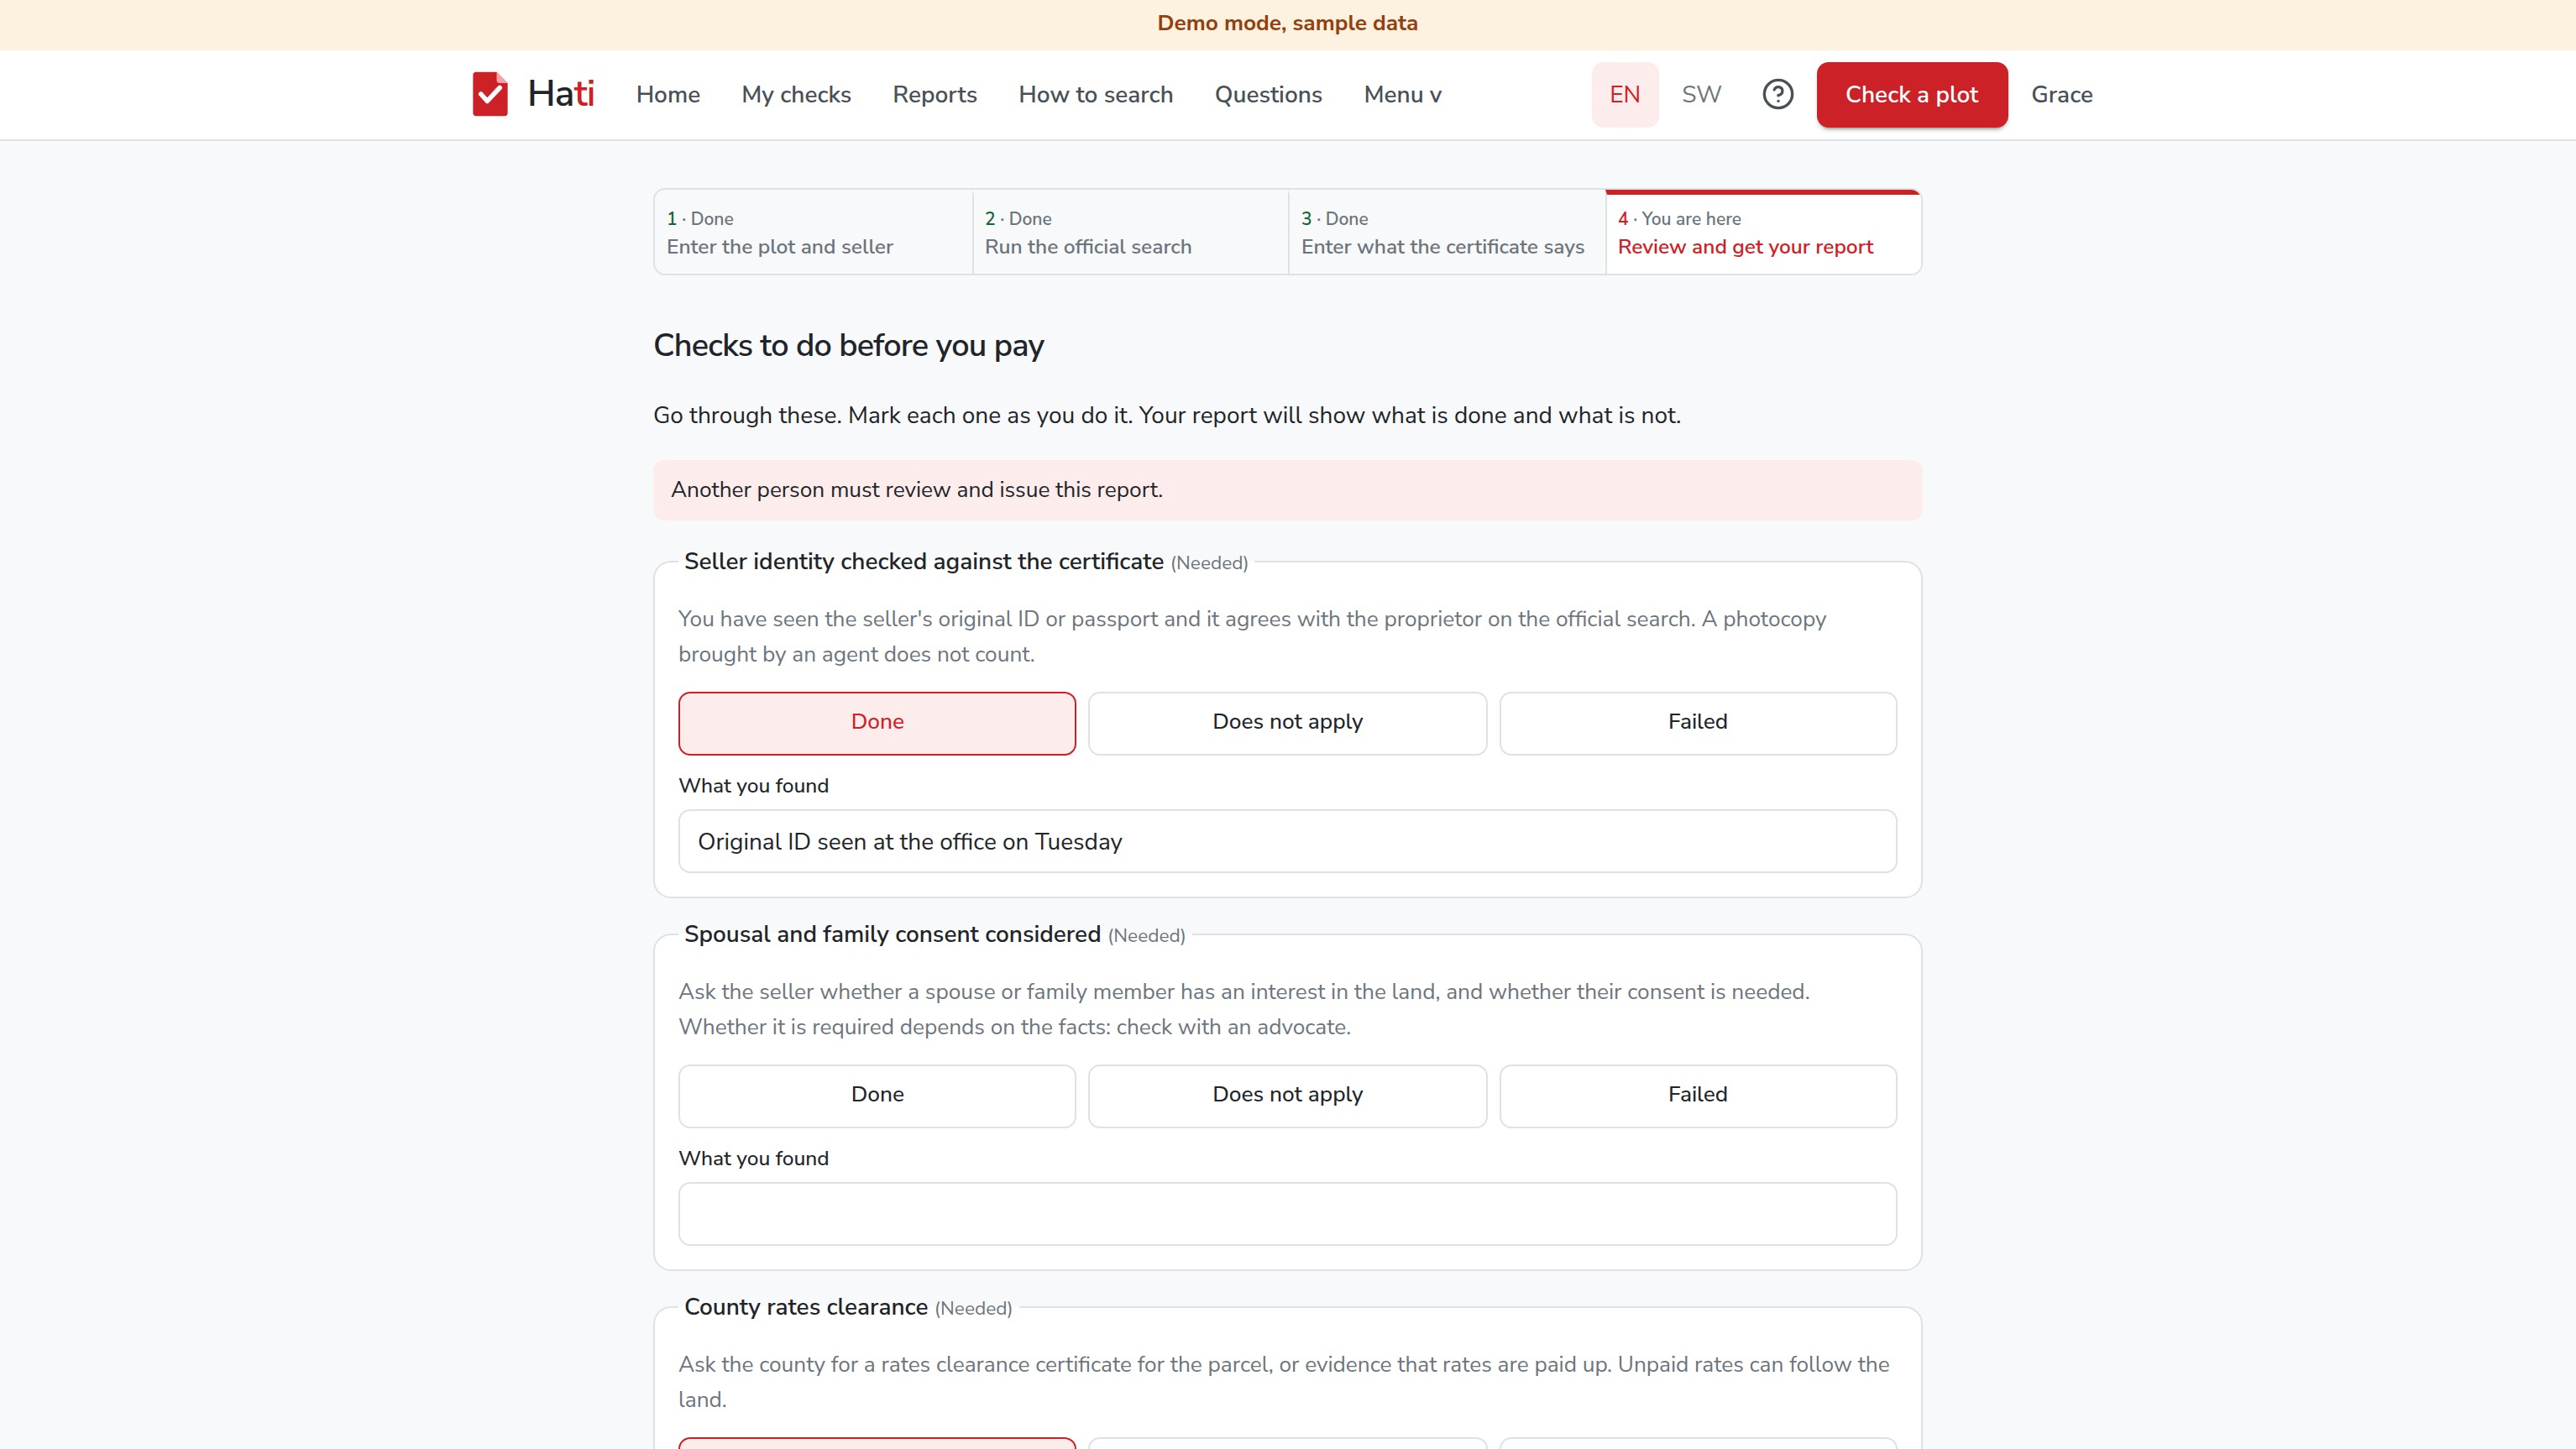 Demo mode, sample data
Hati
Home
My checks
Reports
How to search
Questions
Menu v
EN
SW
?
Check a plot
Grace
1 · Done
Enter the plot and seller
2 · Done
Run the official search
3 · Done
Enter what the certificate says
4 · You are here
Review and get your report
Checks to do before you pay
Go through these. Mark each one as you do it. Your report will show what is done and what is not.
Another person must review and issue this report.
Seller identity checked against the certificate (Needed)
You have seen the seller's original ID or passport and it agrees with the proprietor on the official search. A photocopy
brought by an agent does not count.
Done
Does not apply
Failed
What you found
Original ID seen at the office on Tuesday
Spousal and family consent considered (Needed)
Ask the seller whether a spouse or family member has an interest in the land, and whether their consent is needed.
Whether it is required depends on the facts: check with an advocate.
Done
Does not apply
Failed
What you found
County rates clearance (Needed)
Ask the county for a rates clearance certificate for the parcel, or evidence that rates are paid up. Unpaid rates can follow the
land.